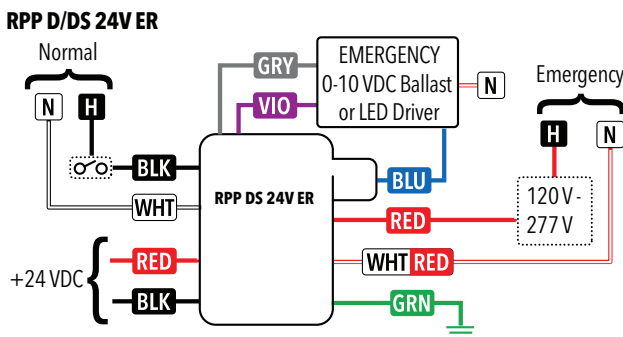 RPP D/DS 24V ER
Normal
N H
BLK
WHT
+24 VDC
RED
BLK
GRY
VIO
EMERGENCY
0-10 VDC Ballast
or LED Driver
N
RPP DS 24V ER
BLU
RED
WHT RED
GRN
Emergency
H N
120 V -
277 V